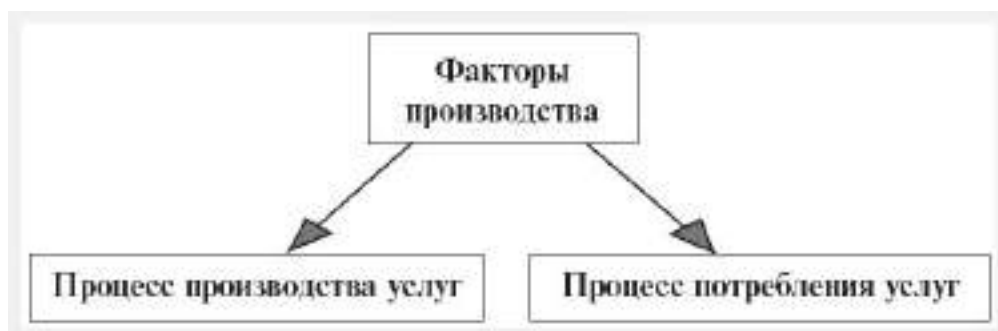 Факторы
производства
Процесс производства услуг
Процесс потребления услуг